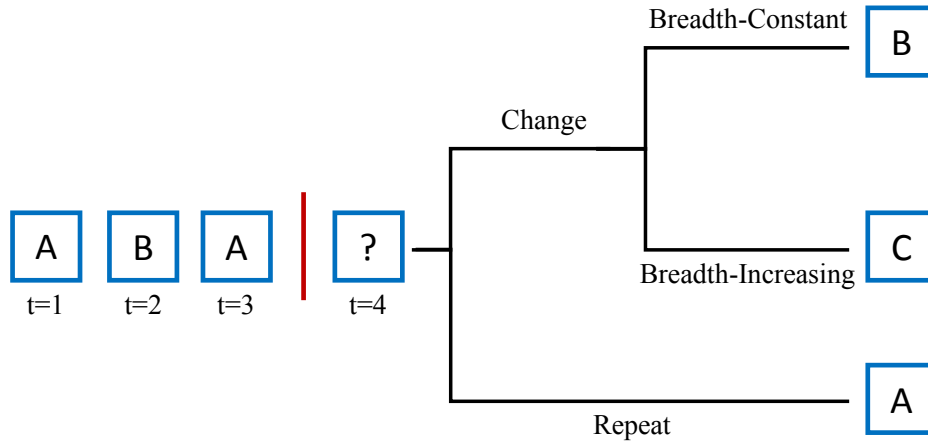 Breadth-Constant
B
Change
A B A ?
C
t=1 t=2 t=3 t=4
Breadth-Increasing
A
Repeat